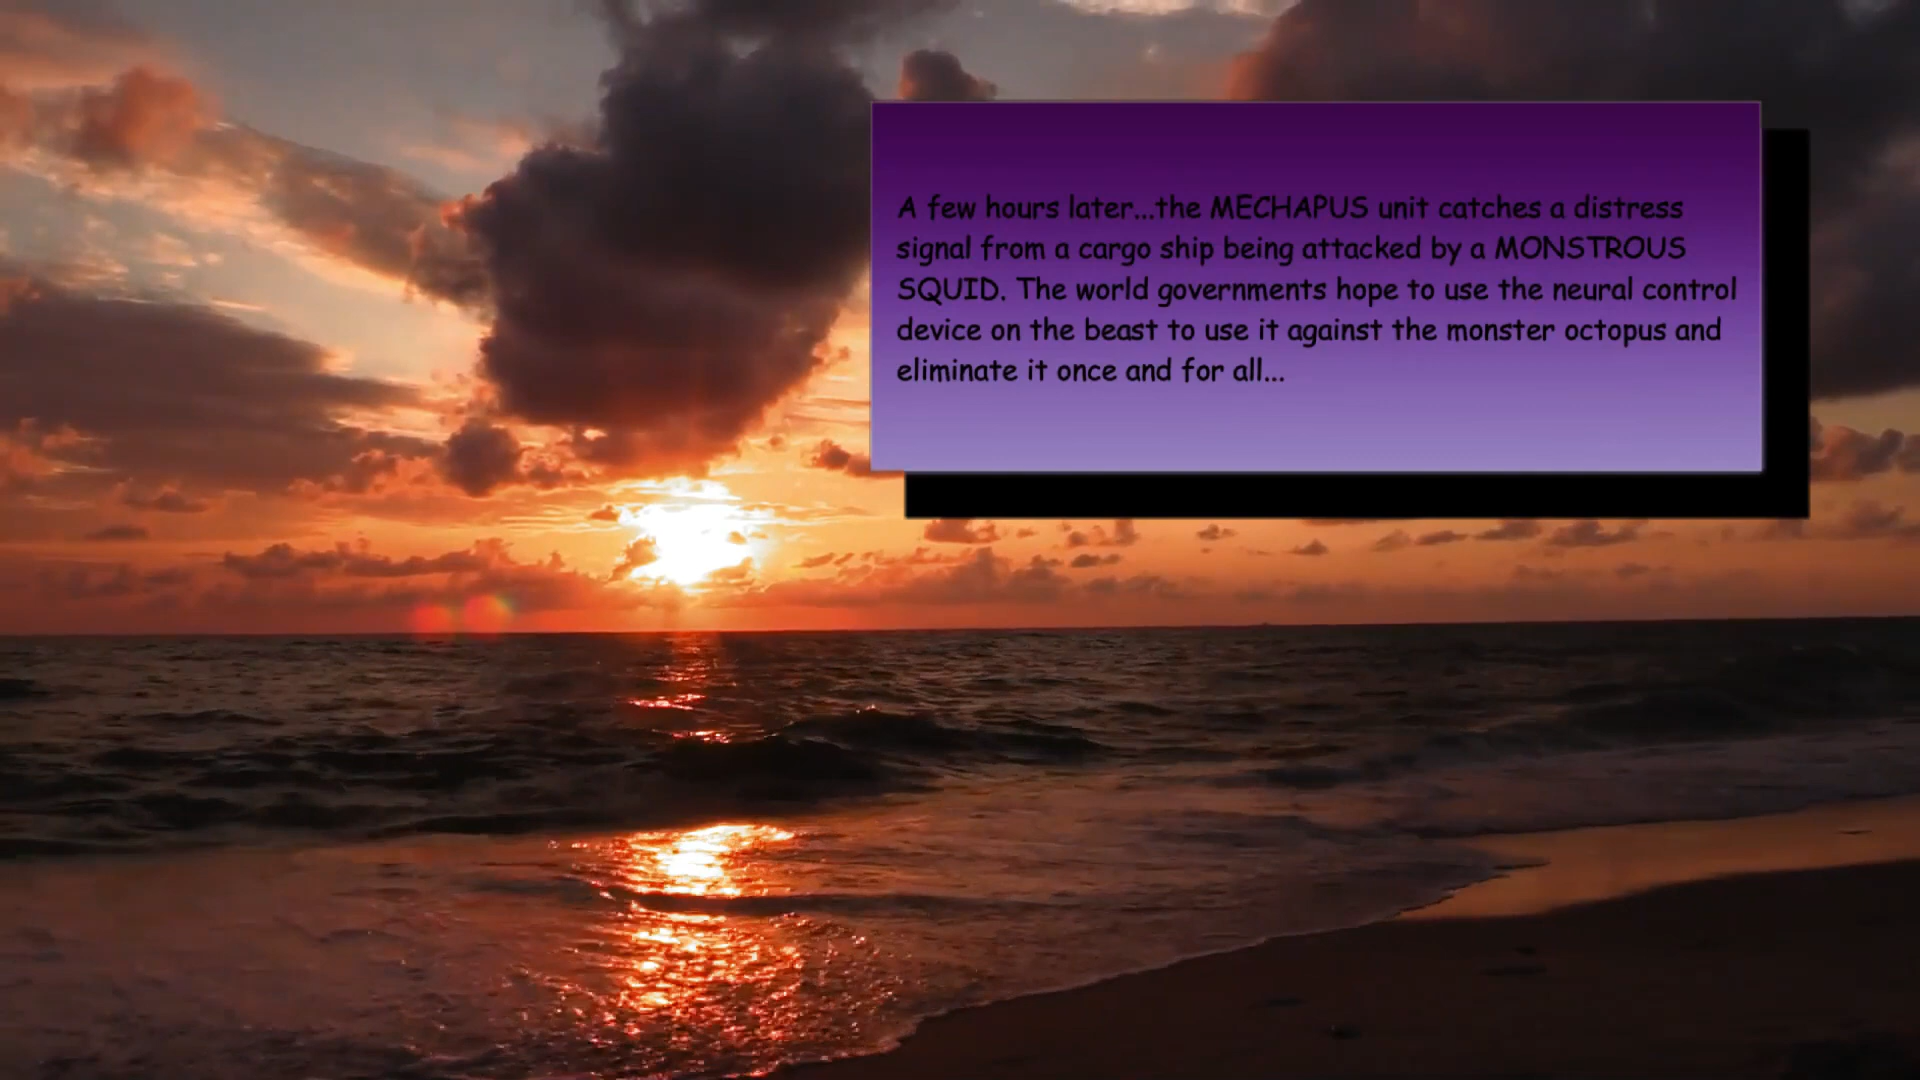 A few hours later...the MECHAPUS unit catches a distress
signal from a cargo ship being attacked by a MONSTROUS
SQUID. The world governments hope to use the neural control
device on the beast to use it against the monster octopus and
eliminate it once and for all...